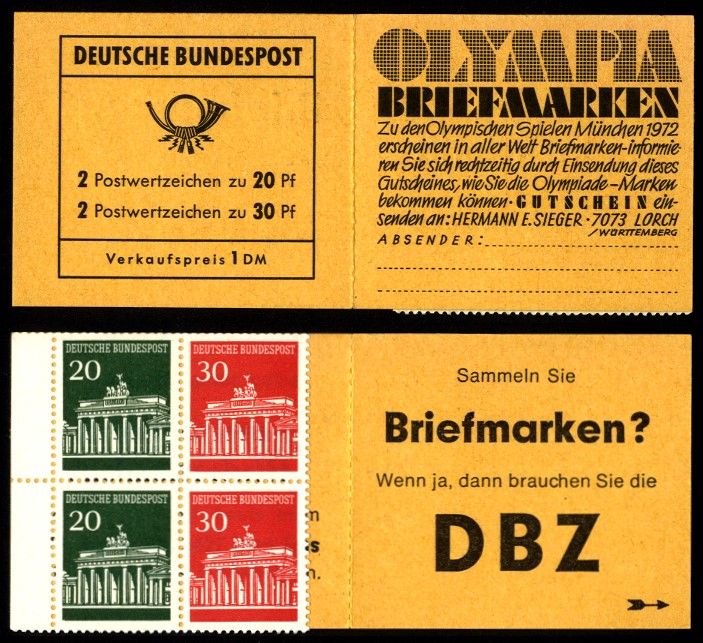 DEUTSCHE BUNDESPOST
2 Postwertzeichen zu 20 Pf
2 Postwertzeichen zu 30 Pf
Verkaufspreis 1 DM
OLYMPIA
BRIEFMARKEN
Zu den Olympischen Spielen München 1972
erscheinen in aller Welt Briefmarken-informie-
ren Sie sich rechtzeitig durch Einsendung dieses
Gutscheines, wie Sie die Olympiade-Marken
bekommen können · GUTSCHEIN ein-
senden an: HERMANN E. SIEGER · 7073 LORCH
/WÜRTTEMBERG
ABSENDER:
DEUTSCHE BUNDESPOST
20
DEUTSCHE BUNDESPOST
30
DEUTSCHE BUNDESPOST
20
DEUTSCHE BUNDESPOST
30
Sammeln Sie
Briefmarken?
Wenn ja, dann brauchen Sie die
DBZ